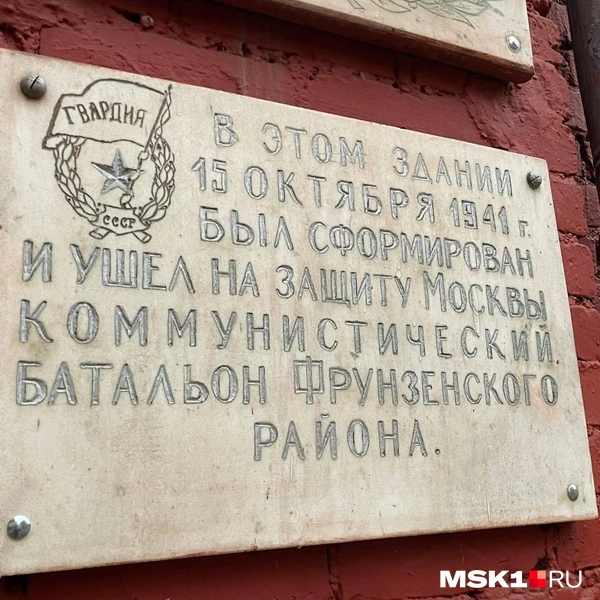 ГВАРДИЯ
СССР
В ЭТОМ ЗДАНИИ
15 ОКТЯБРЯ 1941 г.
БЫЛ СФОРМИРОВАН
И УШЕЛ НА ЗАЩИТУ МОСКВЫ
КОММУНИСТИЧЕСКИЙ
БАТАЛЬОН ФРУНЗЕНСКОГО
РАЙОНА.
MSK1.RU